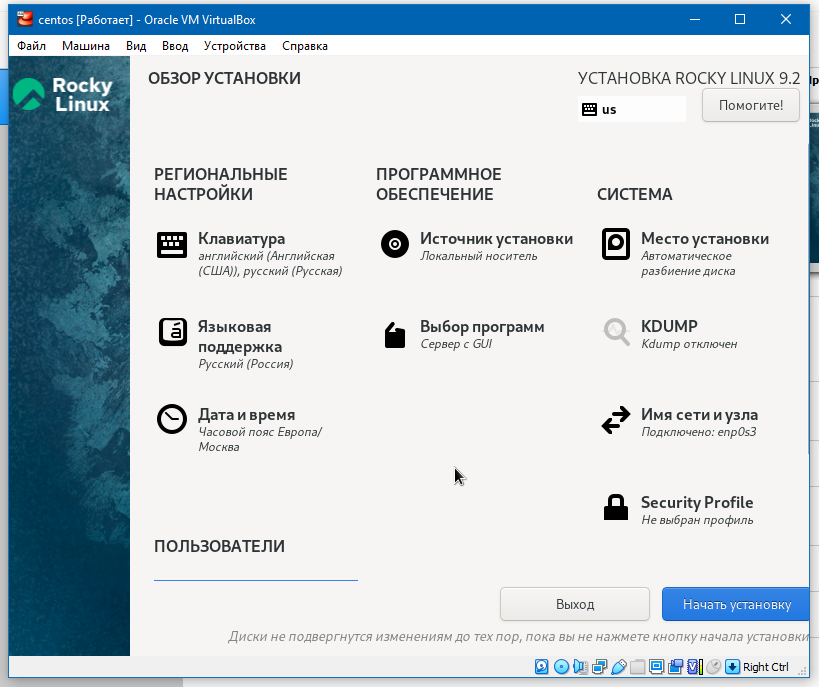 centos [Работает] - Oracle VM VirtualBox
Файл Машина Вид Ввод Устройства Справка
Rocky
Linux
ОБЗОР УСТАНОВКИ
УСТАНОВКА ROCKY LINUX 9.2
us
Помогите!
РЕГИОНАЛЬНЫЕ
НАСТРОЙКИ
Клавиатура
английский (Английская
(США)), русский (Русская)
Языковая
поддержка
Русский (Россия)
Дата и время
Часовой пояс Европа/
Москва
ПРОГРАММНОЕ
ОБЕСПЕЧЕНИЕ
Источник установки
Локальный носитель
Выбор программ
Сервер с GUI
СИСТЕМА
Место установки
Автоматическое
разбиение диска
KDUMP
Kdump отключен
Имя сети и узла
Подключено: enp0s3
Security Profile
Не выбран профиль
ПОЛЬЗОВАТЕЛИ
Выход
Начать установку
Диски не подвергнутся изменениям до тех пор, пока вы не нажмете кнопку начала установки
Right Ctrl